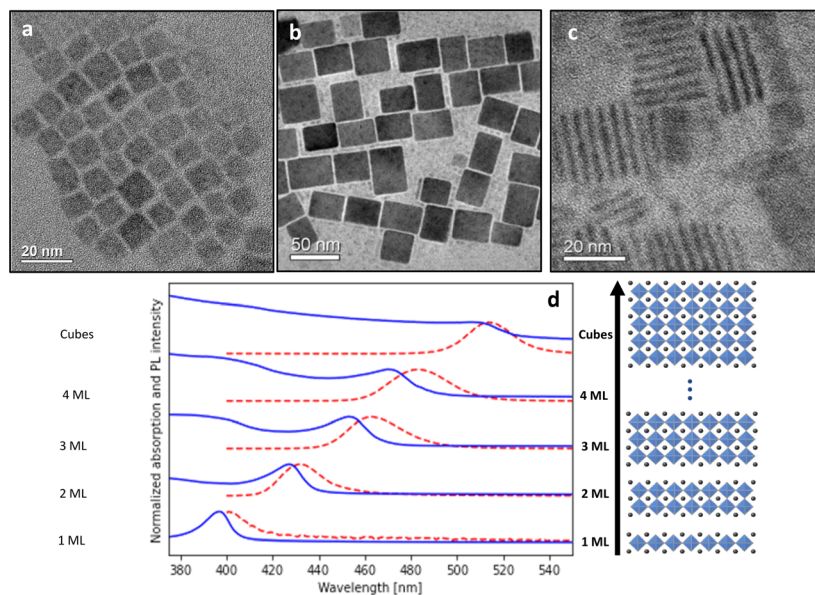 a
b
c
20 nm
50 nm
20 nm
d
Normalized absorption and PL intensity
Cubes
4 ML
3 ML
2 ML
1 ML
Cubes
4 ML
3 ML
2 ML
1 ML
380 400 420 440 460 480 500 520 540
Wavelength [nm]